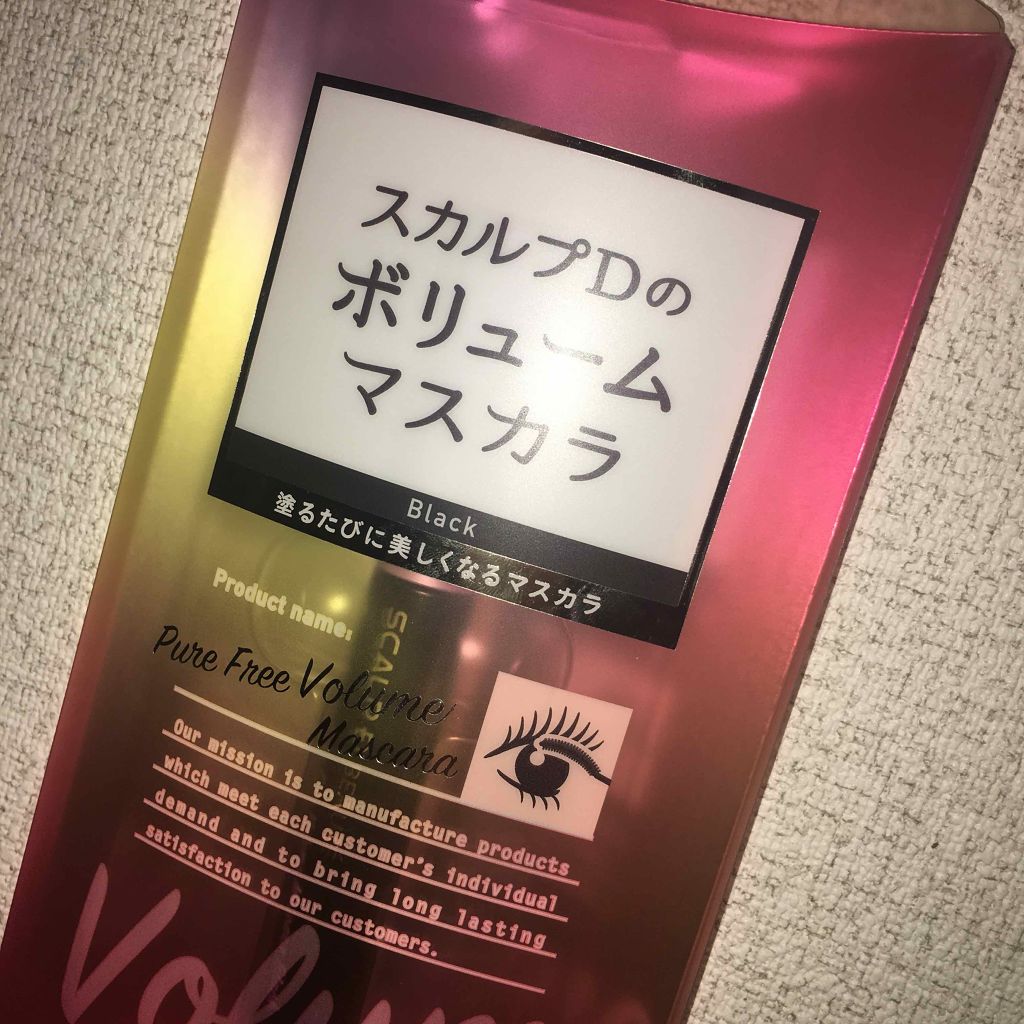 スカルプDの
ボリューム
マスカラ
Black
塗るたびに美しくなるマスカラ
Product name:
Pure Free Volume
Mascara
Our mission is to manufacture products
which meet each customer's individual
demand and to bring long lasting
satisfaction to our customers.
SCALP